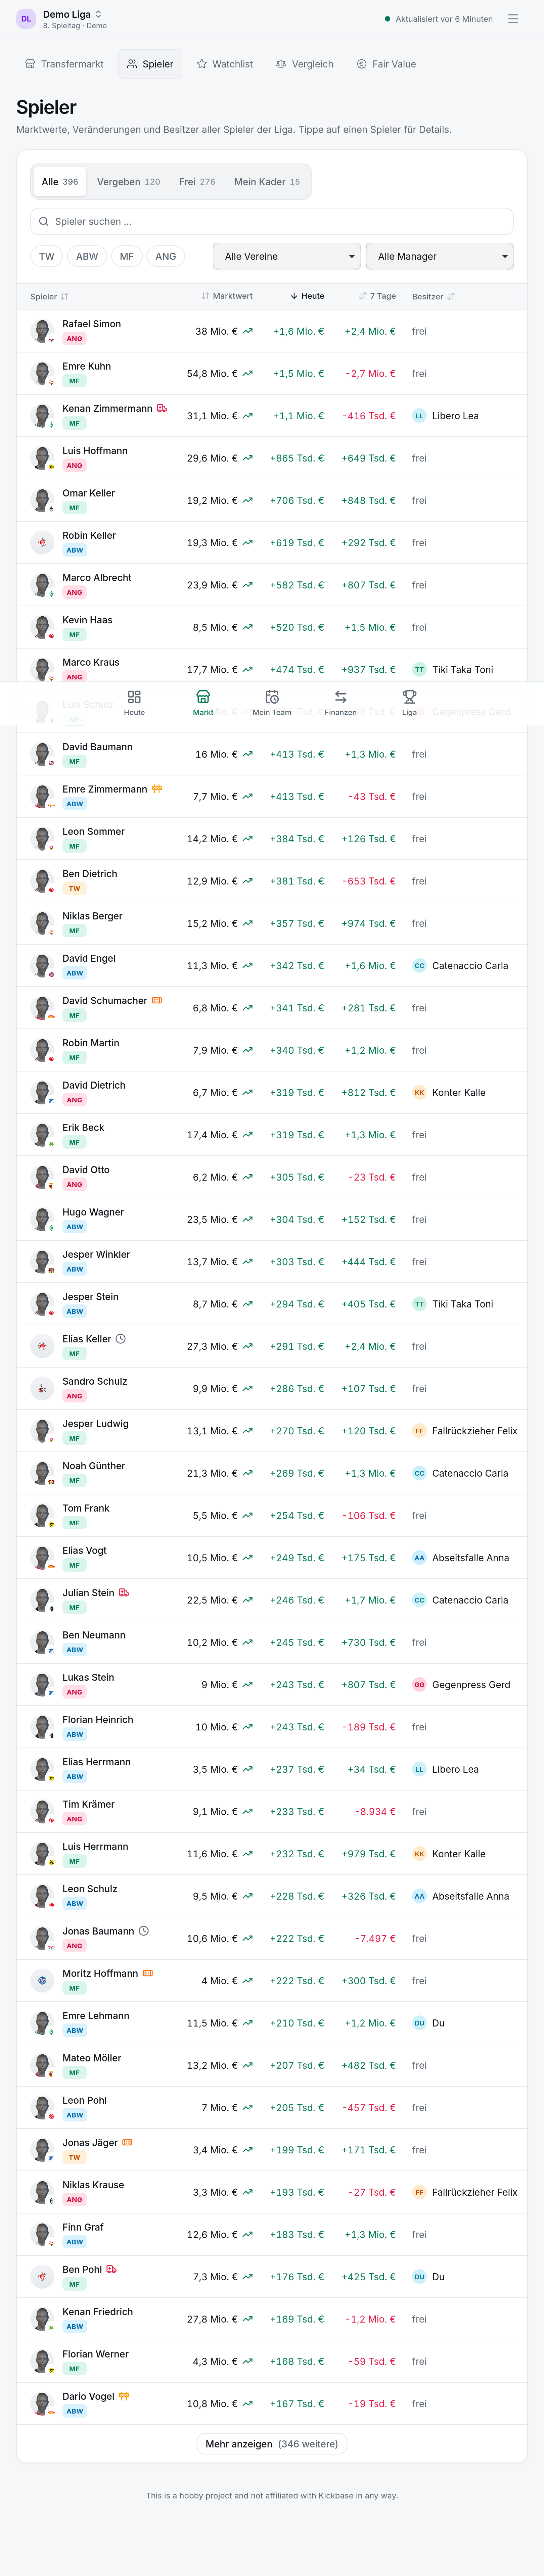 DL Demo Liga
8. Spieltag · Demo
Aktualisiert vor 6 Minuten
Transfermarkt Spieler Watchlist Vergleich Fair Value
Spieler
Marktwerte, Veränderungen und Besitzer aller Spieler der Liga. Tippe auf einen Spieler für Details.
Alle 396 Vergeben 120 Frei 276 Mein Kader 15
Spieler suchen ...
TW ABW MF ANG Alle Vereine Alle Manager
Spieler Marktwert Heute 7 Tage Besitzer
Rafael Simon
ANG
38 Mio. € +1,6 Mio. € +2,4 Mio. € frei
Emre Kuhn
MF
54,8 Mio. € +1,5 Mio. € -2,7 Mio. € frei
Kenan Zimmermann
MF
31,1 Mio. € +1,1 Mio. € -416 Tsd. € LL Libero Lea
Luis Hoffmann
ANG
29,6 Mio. € +865 Tsd. € +649 Tsd. € frei
Omar Keller
MF
19,2 Mio. € +706 Tsd. € +848 Tsd. € frei
Robin Keller
ABW
19,3 Mio. € +619 Tsd. € +292 Tsd. € frei
Marco Albrecht
ANG
23,9 Mio. € +582 Tsd. € +807 Tsd. € frei
Kevin Haas
MF
8,5 Mio. € +520 Tsd. € +1,5 Mio. € frei
Marco Kraus
ANG
17,7 Mio. € +474 Tsd. € +937 Tsd. € TT Tiki Taka Toni
Luis Schulz
MF
Gegenpress Gerd
Heute Markt Mein Team Finanzen Liga
David Baumann
MF
16 Mio. € +413 Tsd. € +1,3 Mio. € frei
Emre Zimmermann
ABW
7,7 Mio. € +413 Tsd. € -43 Tsd. € frei
Leon Sommer
MF
14,2 Mio. € +384 Tsd. € +126 Tsd. € frei
Ben Dietrich
TW
12,9 Mio. € +381 Tsd. € -653 Tsd. € frei
Niklas Berger
MF
15,2 Mio. € +357 Tsd. € +974 Tsd. € frei
David Engel
ABW
11,3 Mio. € +342 Tsd. € +1,6 Mio. € CC Catenaccio Carla
David Schumacher
MF
6,8 Mio. € +341 Tsd. € +281 Tsd. € frei
Robin Martin
MF
7,9 Mio. € +340 Tsd. € +1,2 Mio. € frei
David Dietrich
ANG
6,7 Mio. € +319 Tsd. € +812 Tsd. € KK Konter Kalle
Erik Beck
MF
17,4 Mio. € +319 Tsd. € +1,3 Mio. € frei
David Otto
ANG
6,2 Mio. € +305 Tsd. € -23 Tsd. € frei
Hugo Wagner
ABW
23,5 Mio. € +304 Tsd. € +152 Tsd. € frei
Jesper Winkler
ABW
13,7 Mio. € +303 Tsd. € +444 Tsd. € frei
Jesper Stein
ABW
8,7 Mio. € +294 Tsd. € +405 Tsd. € TT Tiki Taka Toni
Elias Keller
MF
27,3 Mio. € +291 Tsd. € +2,4 Mio. € frei
Sandro Schulz
ANG
9,9 Mio. € +286 Tsd. € +107 Tsd. € frei
Jesper Ludwig
MF
13,1 Mio. € +270 Tsd. € +120 Tsd. € FF Fallrückzieher Felix
Noah Günther
MF
21,3 Mio. € +269 Tsd. € +1,3 Mio. € CC Catenaccio Carla
Tom Frank
MF
5,5 Mio. € +254 Tsd. € -106 Tsd. € frei
Elias Vogt
MF
10,5 Mio. € +249 Tsd. € +175 Tsd. € AA Abseitsfalle Anna
Julian Stein
MF
22,5 Mio. € +246 Tsd. € +1,7 Mio. € CC Catenaccio Carla
Ben Neumann
ABW
10,2 Mio. € +245 Tsd. € +730 Tsd. € frei
Lukas Stein
ANG
9 Mio. € +243 Tsd. € +807 Tsd. € GG Gegenpress Gerd
Florian Heinrich
ABW
10 Mio. € +243 Tsd. € -189 Tsd. € frei
Elias Herrmann
ABW
3,5 Mio. € +237 Tsd. € +34 Tsd. € LL Libero Lea
Tim Krämer
ANG
9,1 Mio. € +233 Tsd. € -8.934 € frei
Luis Herrmann
MF
11,6 Mio. € +232 Tsd. € +979 Tsd. € KK Konter Kalle
Leon Schulz
ABW
9,5 Mio. € +228 Tsd. € +326 Tsd. € AA Abseitsfalle Anna
Jonas Baumann
ANG
10,6 Mio. € +222 Tsd. € -7.497 € frei
Moritz Hoffmann
MF
4 Mio. € +222 Tsd. € +300 Tsd. € frei
Emre Lehmann
ABW
11,5 Mio. € +210 Tsd. € +1,2 Mio. € DU Du
Mateo Möller
MF
13,2 Mio. € +207 Tsd. € +482 Tsd. € frei
Leon Pohl
ABW
7 Mio. € +205 Tsd. € -457 Tsd. € frei
Jonas Jäger
TW
3,4 Mio. € +199 Tsd. € +171 Tsd. € frei
Niklas Krause
ANG
3,3 Mio. € +193 Tsd. € -27 Tsd. € FF Fallrückzieher Felix
Finn Graf
ABW
12,6 Mio. € +183 Tsd. € +1,3 Mio. € frei
Ben Pohl
MF
7,3 Mio. € +176 Tsd. € +425 Tsd. € DU Du
Kenan Friedrich
ABW
27,8 Mio. € +169 Tsd. € -1,2 Mio. € frei
Florian Werner
MF
4,3 Mio. € +168 Tsd. € -59 Tsd. € frei
Dario Vogel
ABW
10,8 Mio. € +167 Tsd. € -19 Tsd. € frei
Mehr anzeigen (346 weitere)
This is a hobby project and not affiliated with Kickbase in any way.